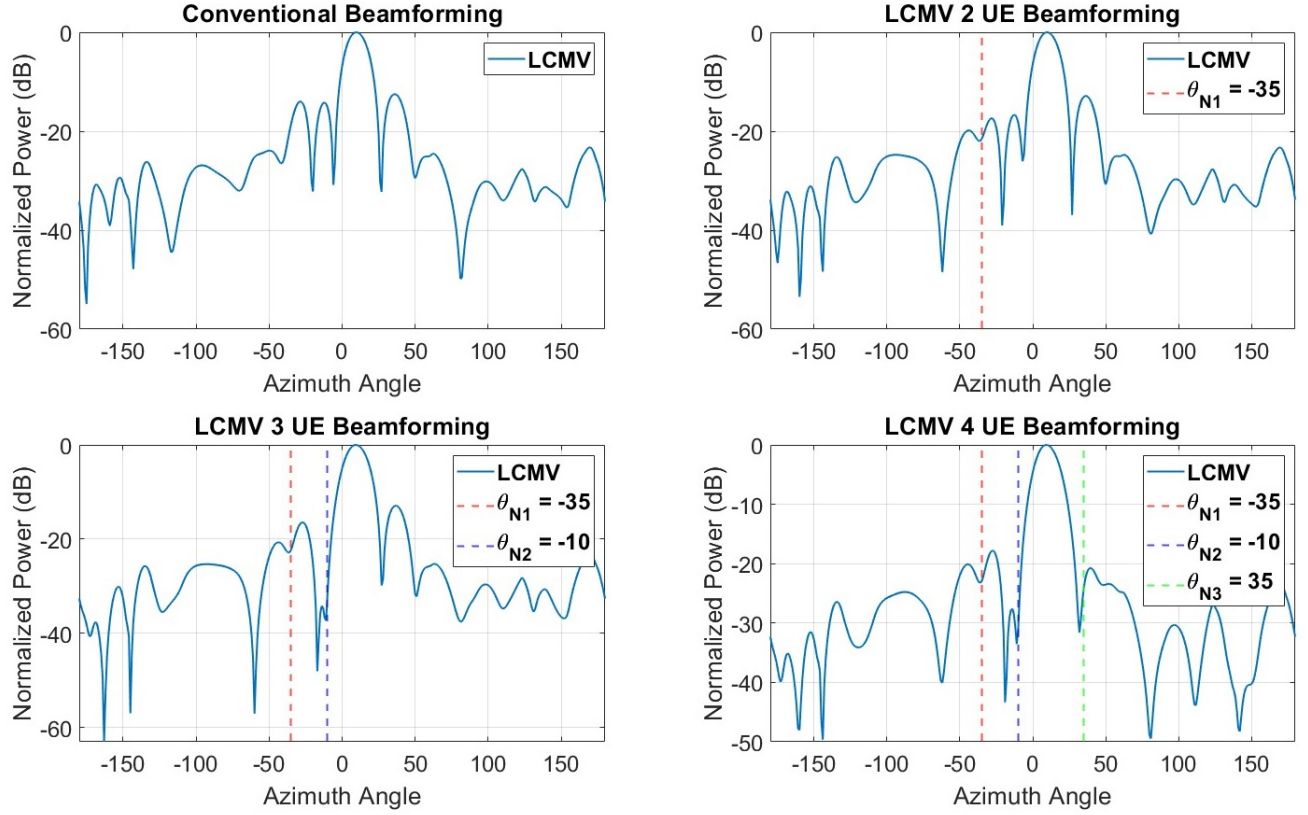 Conventional Beamforming
Normalized Power (dB)
0
-20
-40
-60
LCMV
-150 -100 -50 0 50 100 150
Azimuth Angle
LCMV 2 UE Beamforming
Normalized Power (dB)
0
-20
-40
-60
LCMV
θN1 = -35
-150 -100 -50 0 50 100 150
Azimuth Angle
LCMV 3 UE Beamforming
Normalized Power (dB)
0
-20
-40
-60
LCMV
θN1 = -35
θN2 = -10
-150 -100 -50 0 50 100 150
Azimuth Angle
LCMV 4 UE Beamforming
Normalized Power (dB)
0
-10
-20
-30
-40
-50
LCMV
θN1 = -35
θN2 = -10
θN3 = 35
-150 -100 -50 0 50 100 150
Azimuth Angle